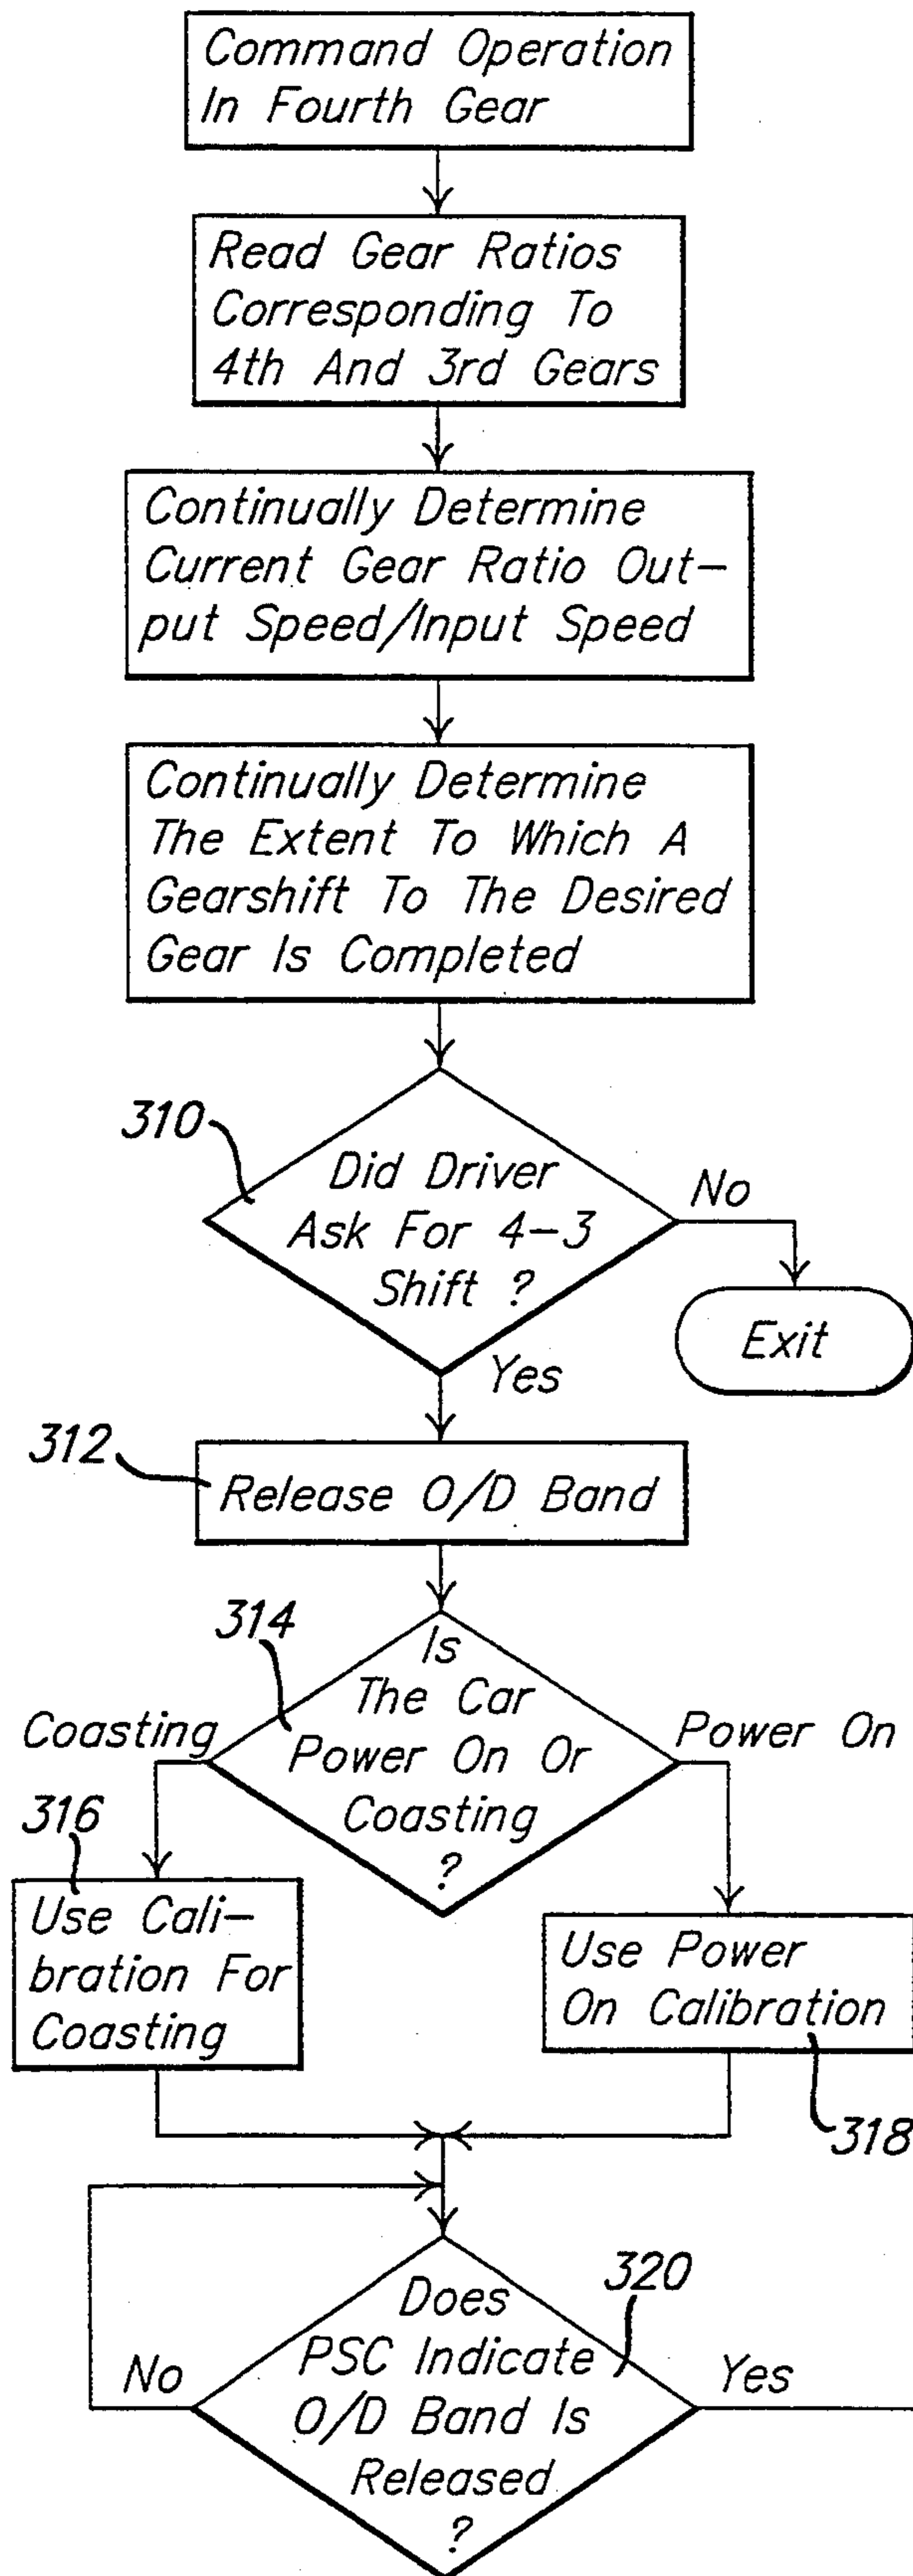 Command Operation
In Fourth Gear
Read Gear Ratios
Corresponding To
4th And 3rd Gears
Continually Determine
Current Gear Ratio Out-
put Speed/Input Speed
Continually Determine
The Extent To Which A
Gearshift To The Desired
Gear Is Completed
310
Did Driver
Ask For 4-3
Shift ?
No
Exit
Yes
312
Release O/D Band
314
Is
The Car
Power On Or
Coasting
?
Coasting
Power On
316
Use Cali-
bration For
Coasting
Use Power
On Calibration
318
320
Does
PSC Indicate
O/D Band Is
Released
?
No
Yes